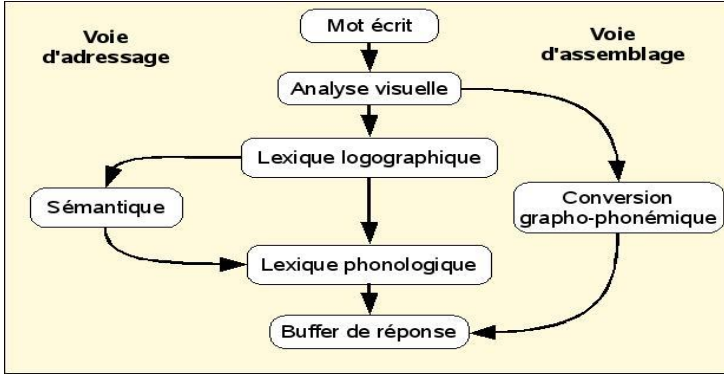 Mot écrit
Voie
d'adressage
Voie
d'assemblage
Analyse visuelle
Lexique logographique
Sémantique
Conversion
grapho-phonémique
Lexique phonologique
Buffer de réponse